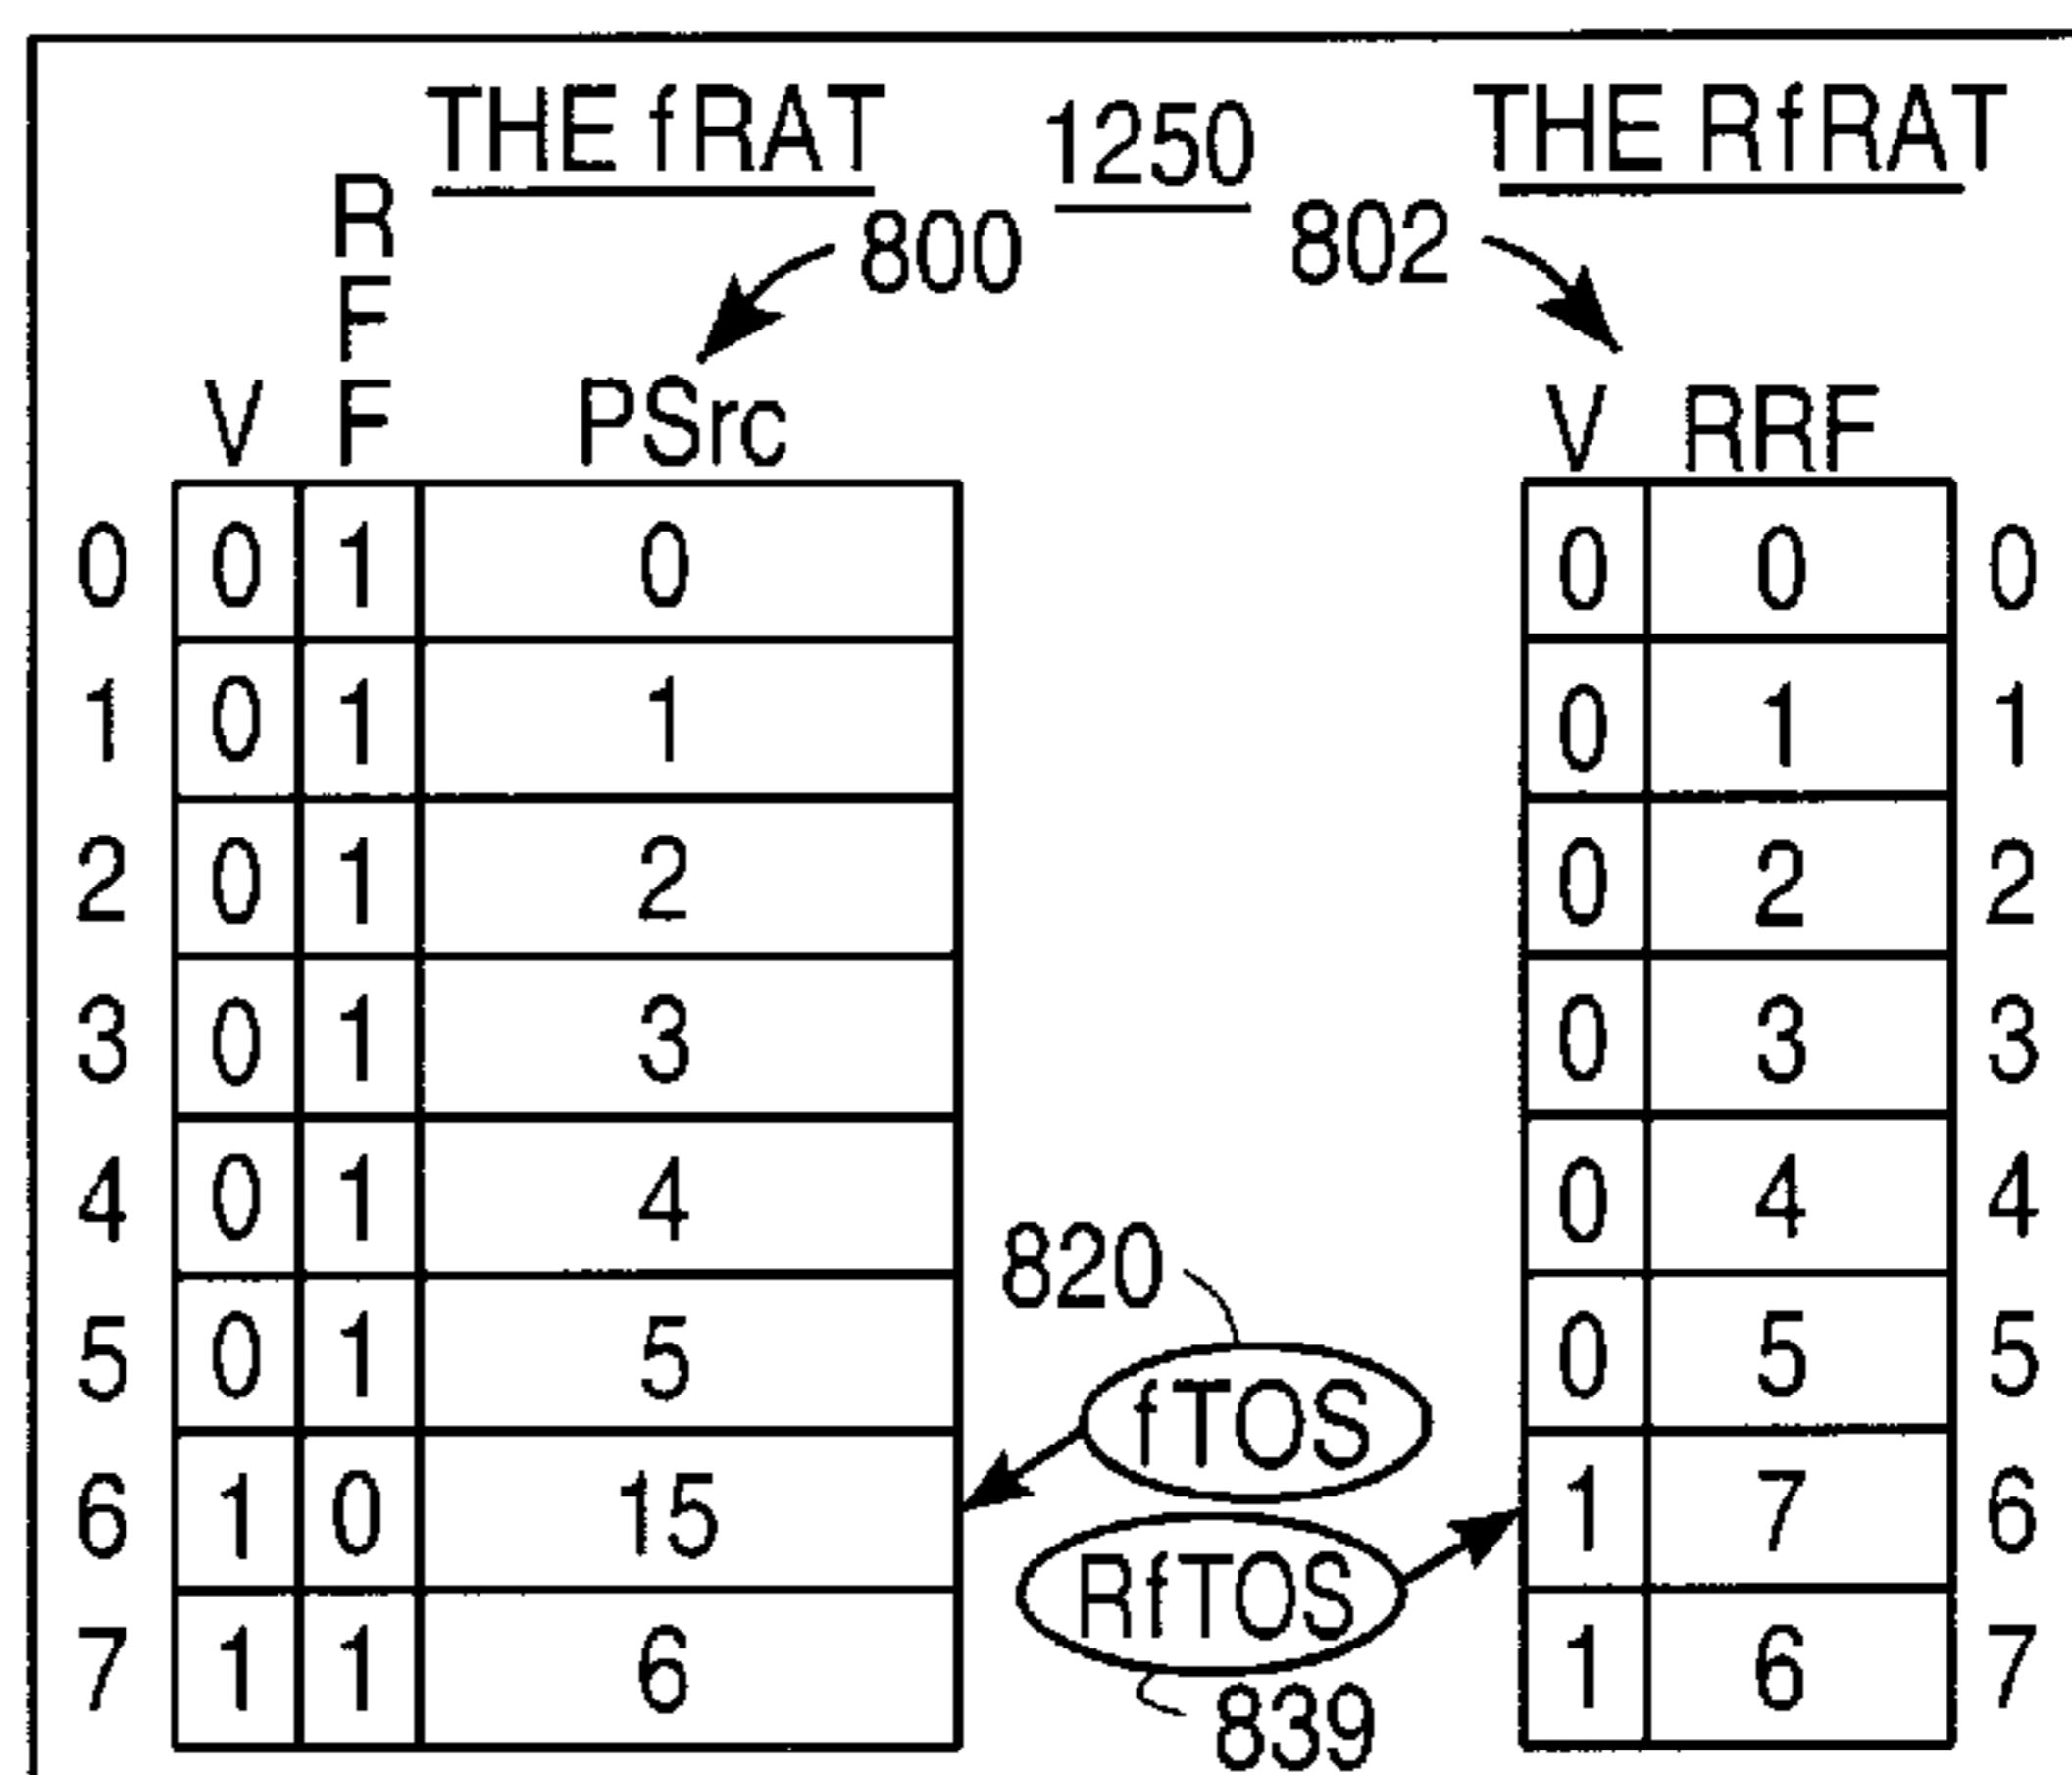 THE fRAT 1250 THE RfRAT
800 802
V RFF PSrc V RRF
0 0 1 0 0 0 0
1 0 1 1 0 1 1
2 0 1 2 0 2 2
3 0 1 3 0 3 3
4 0 1 4 0 4 4
820
5 0 1 5 0 5 5
fTOS
6 1 0 15 1 7 6
RfTOS
7 1 1 6 1 6 7
839